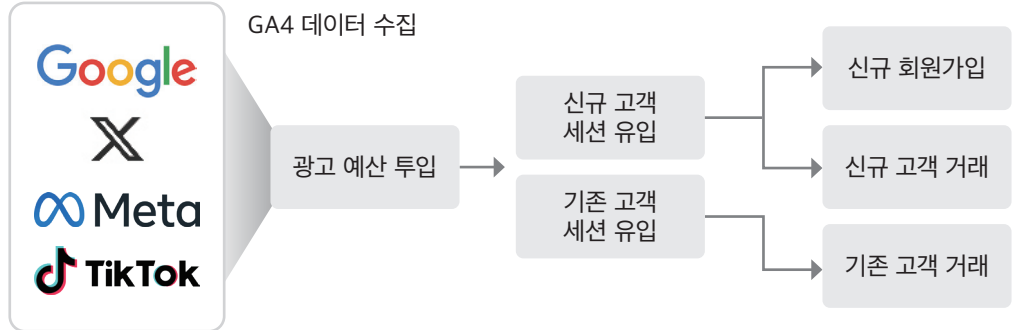 GA4 데이터 수집
Google
X
Meta
TikTok
광고 예산 투입
신규 고객
세션 유입
기존 고객
세션 유입
신규 회원가입
신규 고객 거래
기존 고객 거래